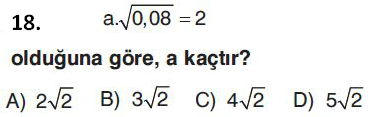 18. a.√0,08 = 2
olduğuna göre, a kaçtır?
A) 2√2 B) 3√2 C) 4√2 D) 5√2